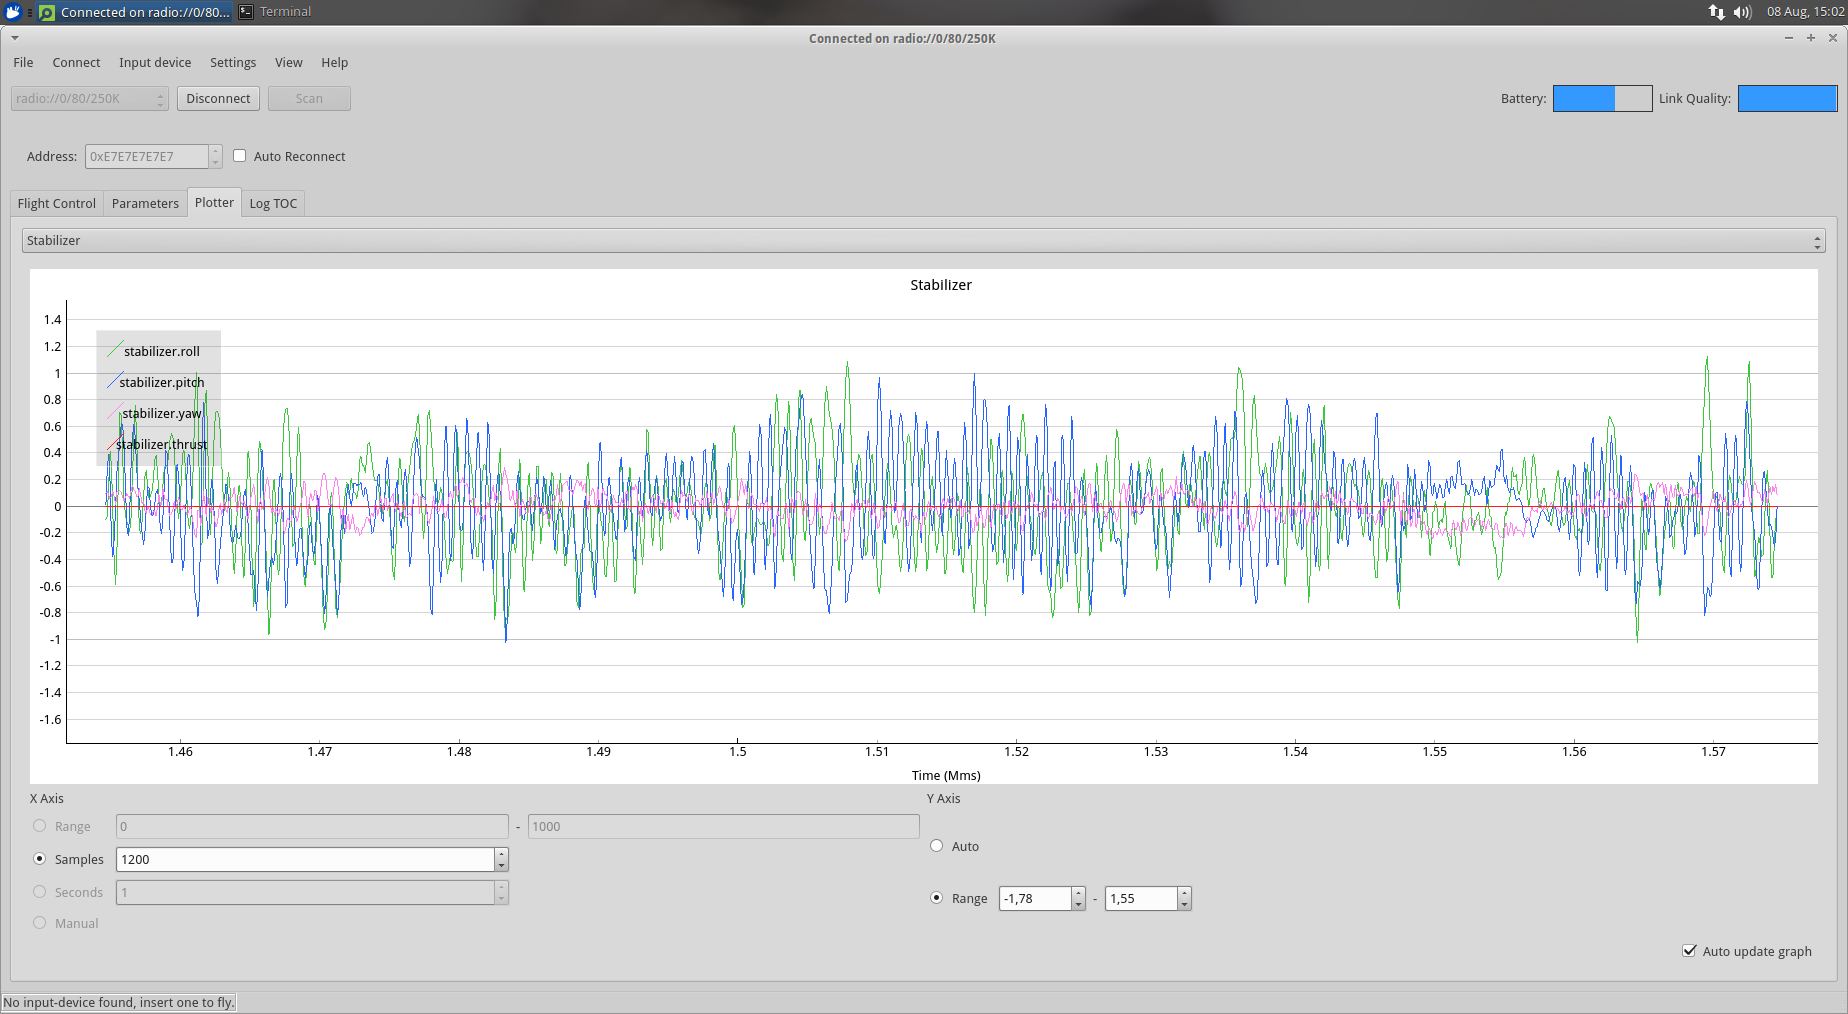 Connected on radio://0/80... Terminal 08 Aug, 15:02
Connected on radio://0/80/250K
File Connect Input device Settings View Help
radio://0/80/250K Disconnect Scan Battery: Link Quality:
Address: 0xE7E7E7E7E7 Auto Reconnect
Flight Control Parameters Plotter Log TOC
Stabilizer
Stabilizer
1.4
1.2
1
0.8
0.6
0.4
0.2
0
-0.2
-0.4
-0.6
-0.8
-1
-1.2
-1.4
-1.6
stabilizer.roll
stabilizer.pitch
stabilizer.yaw
stabilizer.thrust
1.46 1.47 1.48 1.49 1.5 1.51 1.52 1.53 1.54 1.55 1.56 1.57
Time (Mms)
X Axis
Range 0 - 1000
Samples 1200
Seconds 1
Manual
Y Axis
Auto
Range -1,78 - 1,55
Auto update graph
No input-device found, insert one to fly.